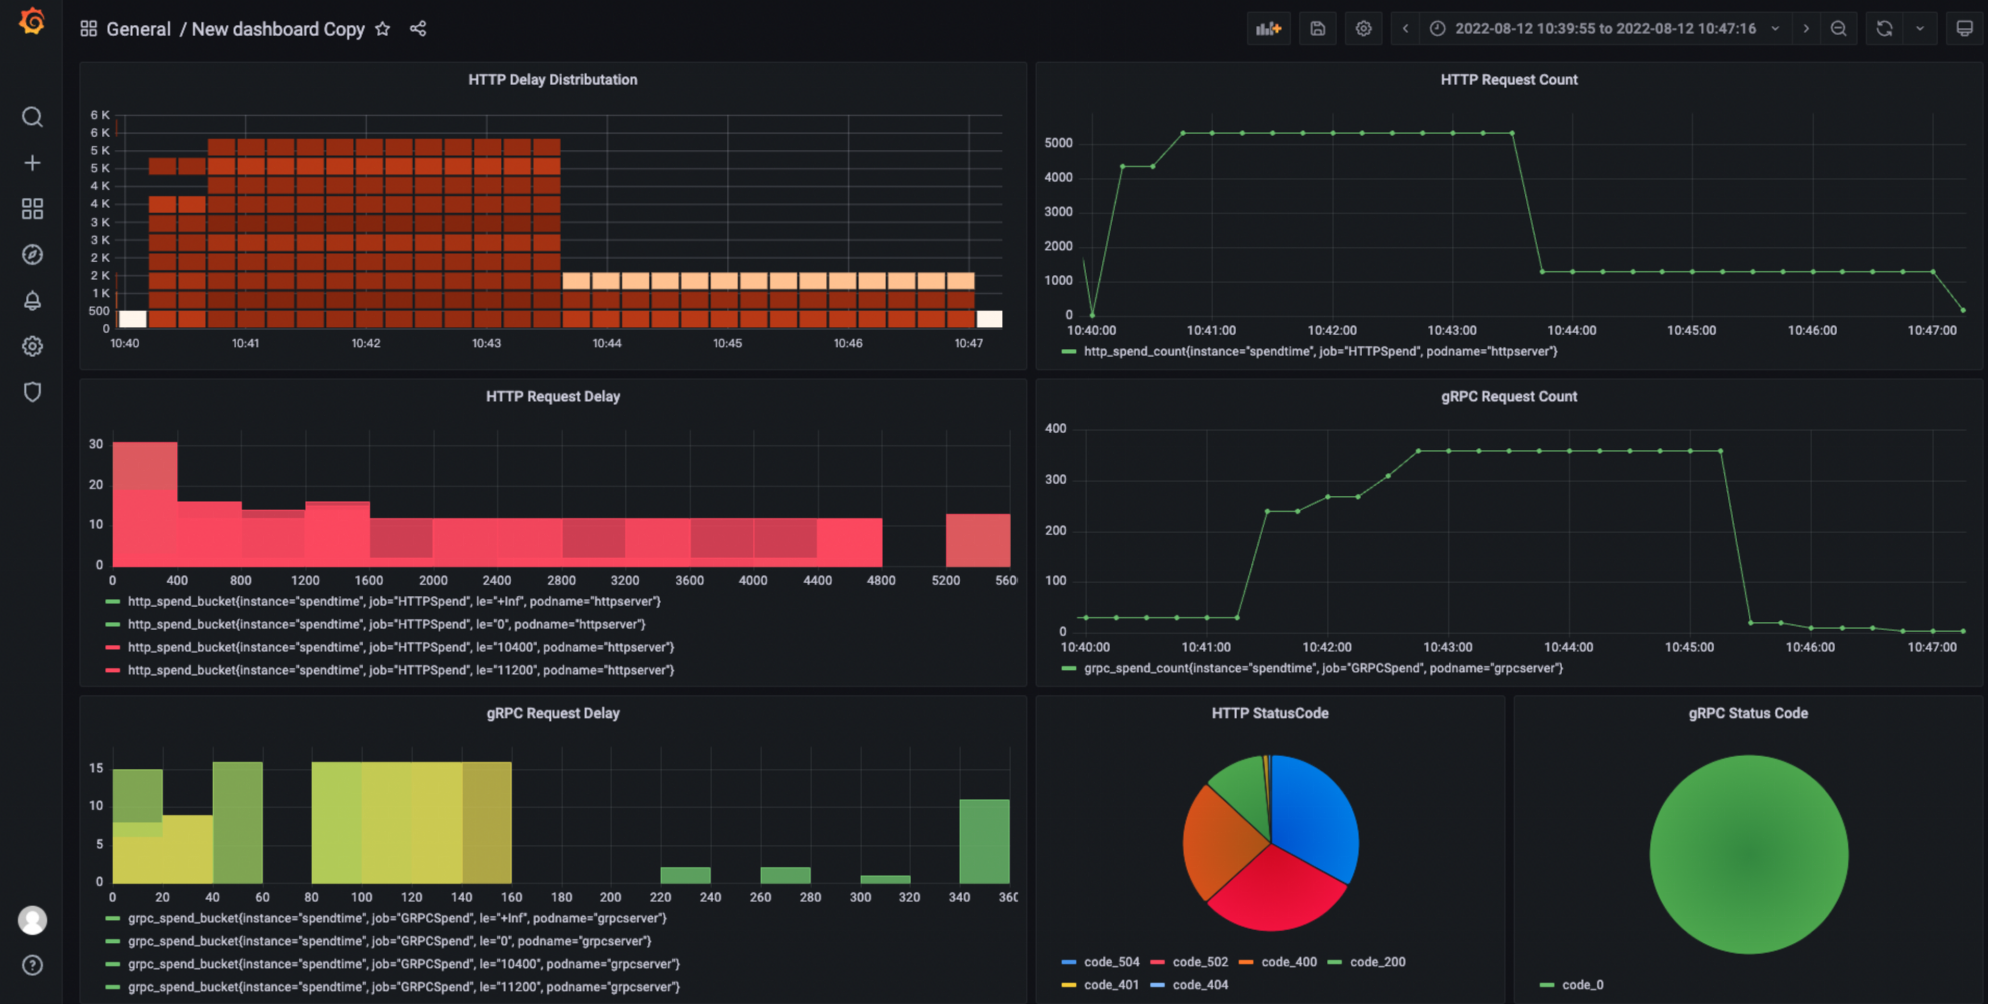 General / New dashboard Copy
2022-08-12 10:39:55 to 2022-08-12 10:47:16
HTTP Delay Distributation
6 K
6 K
5 K
5 K
4 K
4 K
3 K
3 K
2 K
2 K
1 K
500
0
10:40 10:41 10:42 10:43 10:44 10:45 10:46 10:47
HTTP Request Count
5000
4000
3000
2000
1000
0
10:40:00 10:41:00 10:42:00 10:43:00 10:44:00 10:45:00 10:46:00 10:47:00
http_spend_count{instance="spendtime", job="HTTPSpend", podname="httpserver"}
HTTP Request Delay
30
20
10
0
0 400 800 1200 1600 2000 2400 2800 3200 3600 4000 4400 4800 5200 560
http_spend_bucket{instance="spendtime", job="HTTPSpend", le="+Inf", podname="httpserver"}
http_spend_bucket{instance="spendtime", job="HTTPSpend", le="0", podname="httpserver"}
http_spend_bucket{instance="spendtime", job="HTTPSpend", le="10400", podname="httpserver"}
http_spend_bucket{instance="spendtime", job="HTTPSpend", le="11200", podname="httpserver"}
gRPC Request Count
400
300
200
100
0
10:40:00 10:41:00 10:42:00 10:43:00 10:44:00 10:45:00 10:46:00 10:47:00
grpc_spend_count{instance="spendtime", job="GRPCSpend", podname="grpcserver"}
gRPC Request Delay
15
10
5
0
0 20 40 60 80 100 120 140 160 180 200 220 240 260 280 300 320 340 360
grpc_spend_bucket{instance="spendtime", job="GRPCSpend", le="+Inf", podname="grpcserver"}
grpc_spend_bucket{instance="spendtime", job="GRPCSpend", le="0", podname="grpcserver"}
grpc_spend_bucket{instance="spendtime", job="GRPCSpend", le="10400", podname="grpcserver"}
grpc_spend_bucket{instance="spendtime", job="GRPCSpend", le="11200", podname="grpcserver"}
HTTP StatusCode
code_504 code_502 code_400 code_200
code_401 code_404
gRPC Status Code
code_0